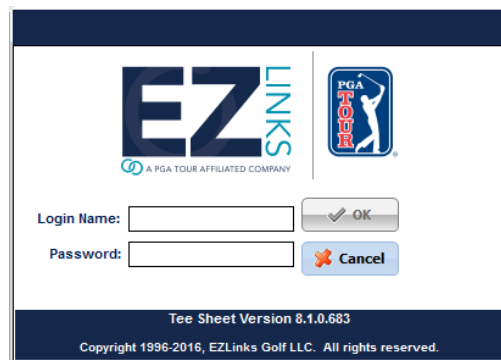 EZ
LINKS
PGA
TOUR
A PGA TOUR AFFILIATED COMPANY
Login Name:
OK
Password:
Cancel
Tee Sheet Version 8.1.0.683
Copyright 1996-2016, EZLinks Golf LLC. All rights reserved.